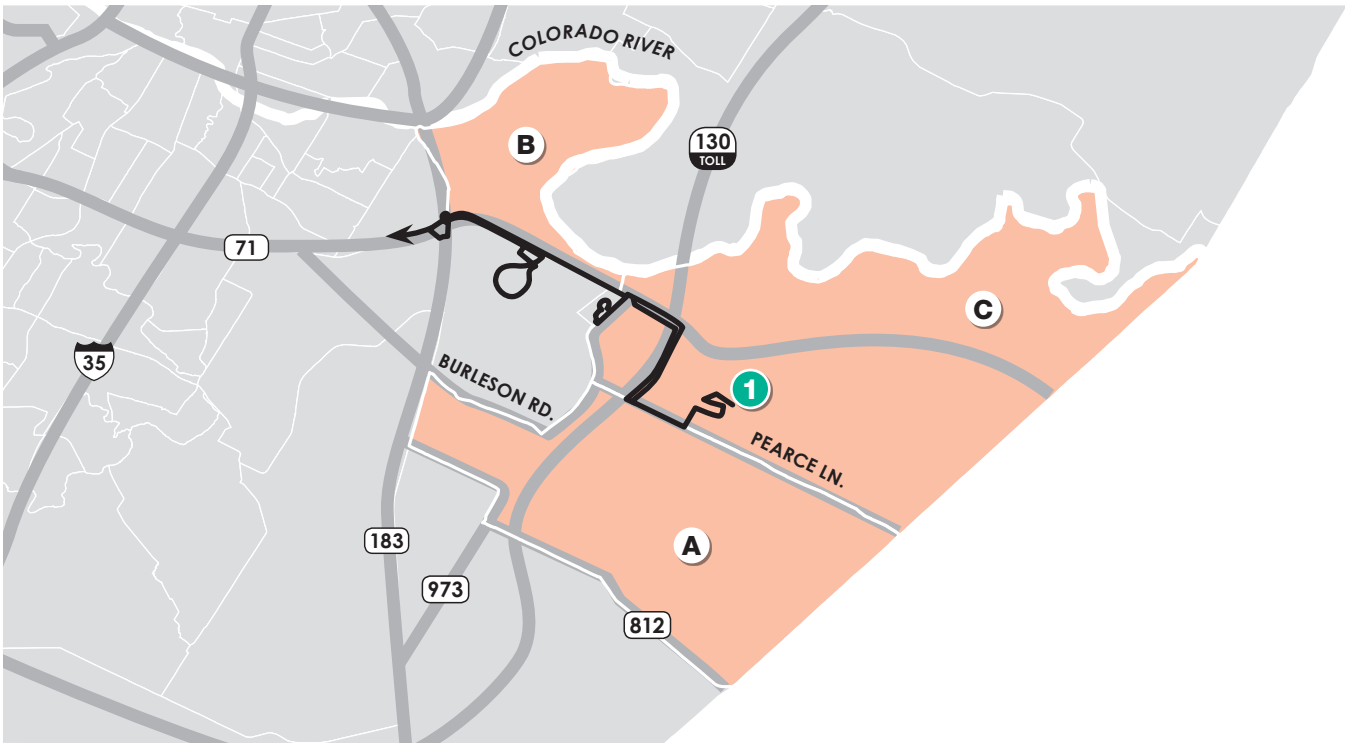 COLORADO RIVER
B
130
TOLL
71
C
35
1
BURLESON RD.
PEARCE LN.
183
A
973
812